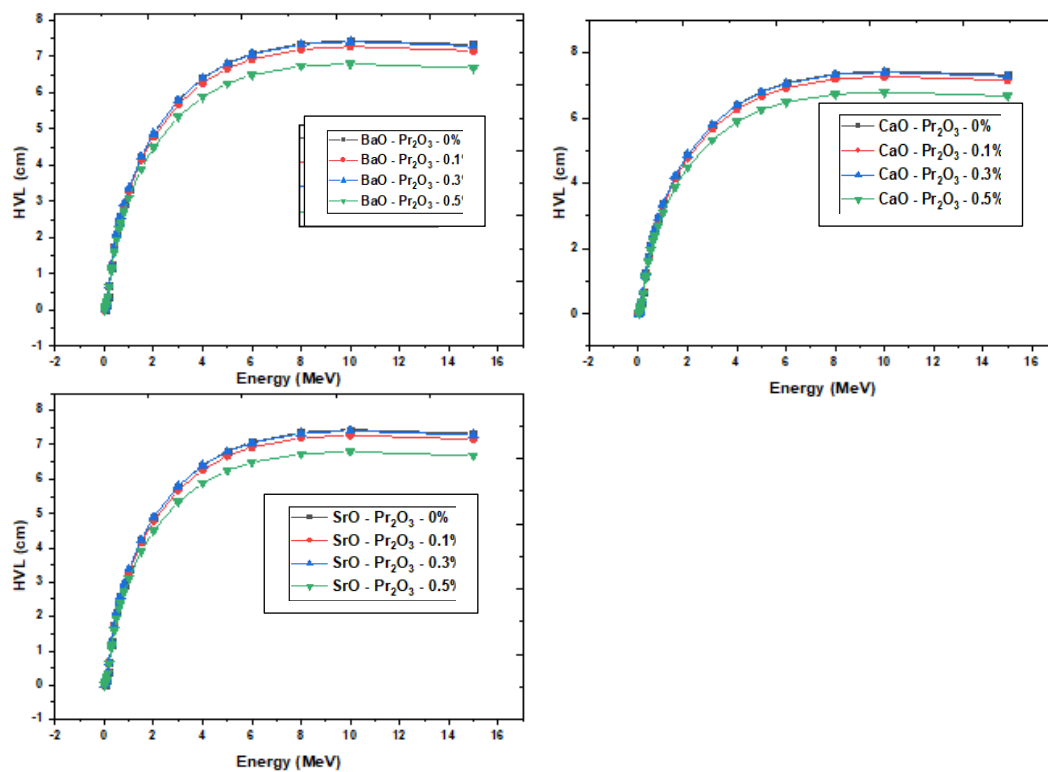 8
7
6
5
4
3
2
1
0
-1
HVL (cm)
BaO - Pr₂O₃ - 0%
BaO - Pr₂O₃ - 0.1%
BaO - Pr₂O₃ - 0.3%
BaO - Pr₂O₃ - 0.5%
-2 0 2 4 6 8 10 12 14 16
Energy (MeV)
8
6
4
2
0
HVL (cm)
CaO - Pr₂O₃ - 0%
CaO - Pr₂O₃ - 0.1%
CaO - Pr₂O₃ - 0.3%
CaO - Pr₂O₃ - 0.5%
-2 0 2 4 6 8 10 12 14 16
Energy (MeV)
8
7
6
5
4
3
2
1
0
-1
HVL (cm)
SrO - Pr₂O₃ - 0%
SrO - Pr₂O₃ - 0.1%
SrO - Pr₂O₃ - 0.3%
SrO - Pr₂O₃ - 0.5%
-2 0 2 4 6 8 10 12 14 16
Energy (MeV)